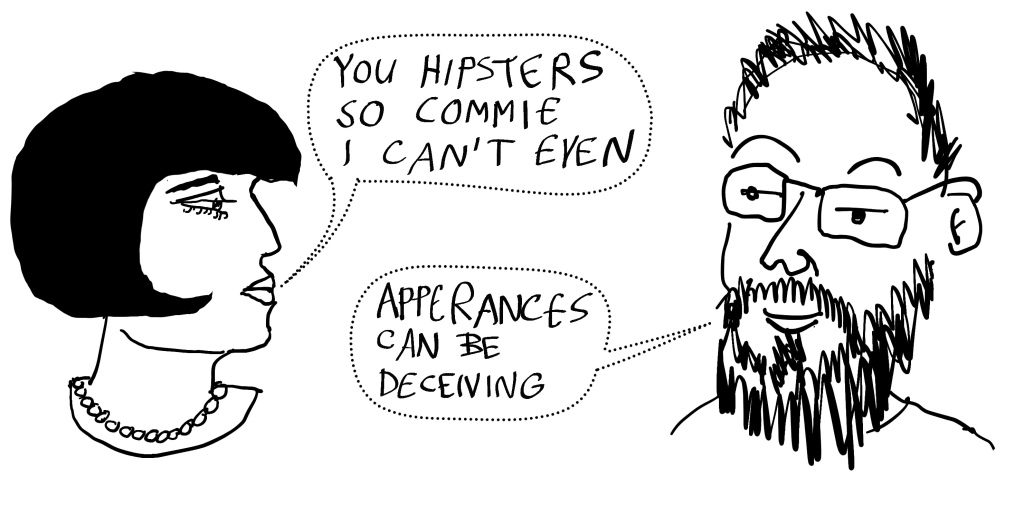 YOU HIPSTERS
SO COMMIE
I CAN'T EVEN
APPERANCES
CAN BE
DECEIVING